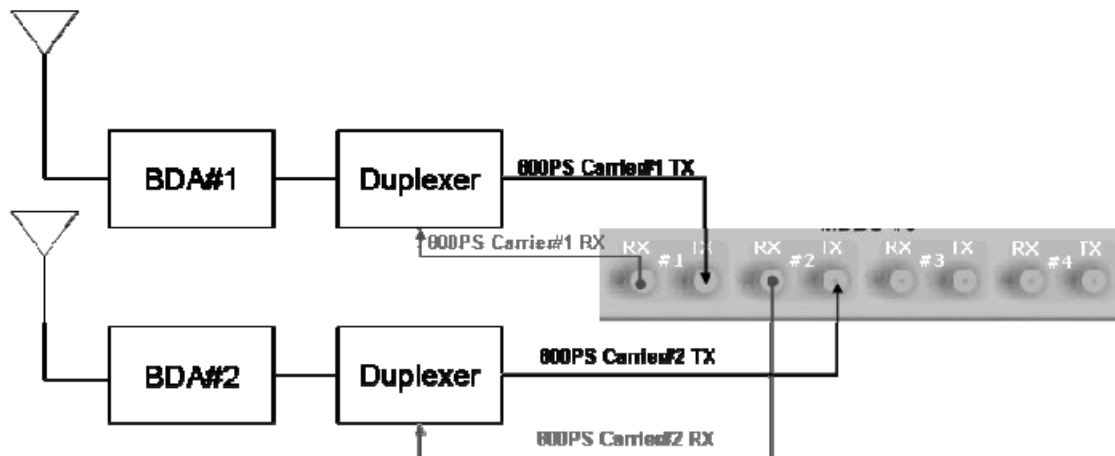 BDA#1
Duplexer
800PS Carrier#1 TX
800PS Carrier#1 RX
RX TX RX TX RX TX RX TX
#1 #2 #3 #4
BDA#2
Duplexer
800PS Carrier#2 TX
800PS Carrier#2 RX